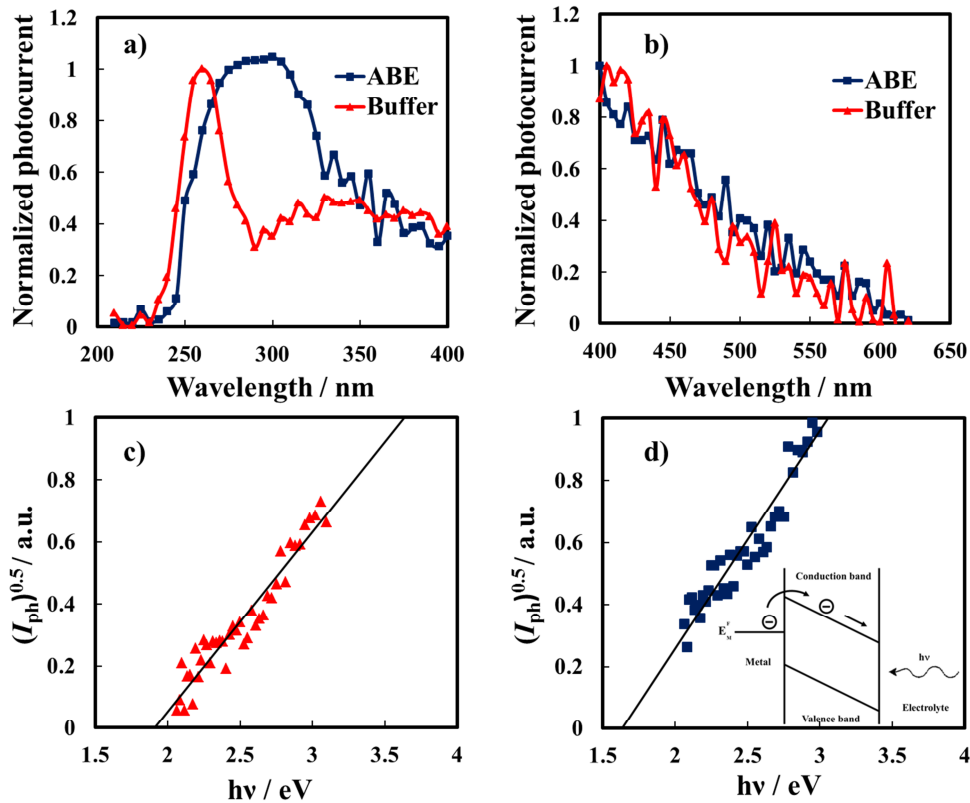 a)
ABE
Buffer
Normalized photocurrent
1.2
1
0.8
0.6
0.4
0.2
0
200 250 300 350 400
Wavelength / nm
b)
ABE
Buffer
Normalized photocurrent
1.2
1
0.8
0.6
0.4
0.2
0
400 450 500 550 600 650
Wavelength / nm
c)
(Iph)0.5 / a.u.
1
0.8
0.6
0.4
0.2
0
1.5 2 2.5 3 3.5 4
hν / eV
d)
(Iph)0.5 / a.u.
1
0.8
0.6
0.4
0.2
0
1.5 2 2.5 3 3.5 4
hν / eV
Conduction band
EMF
Metal
hν
Electrolyte
Valence band